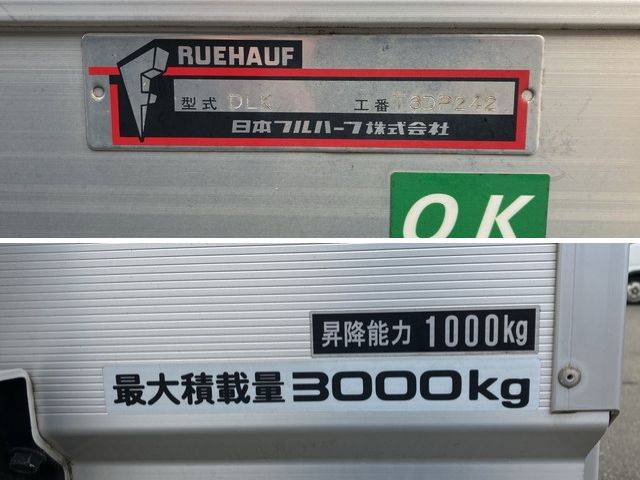 RUEHAUF
型式 DLK 工番 T3DP242
日本フルハーフ株式会社
OK
昇降能力 1000kg
最大積載量 3000kg